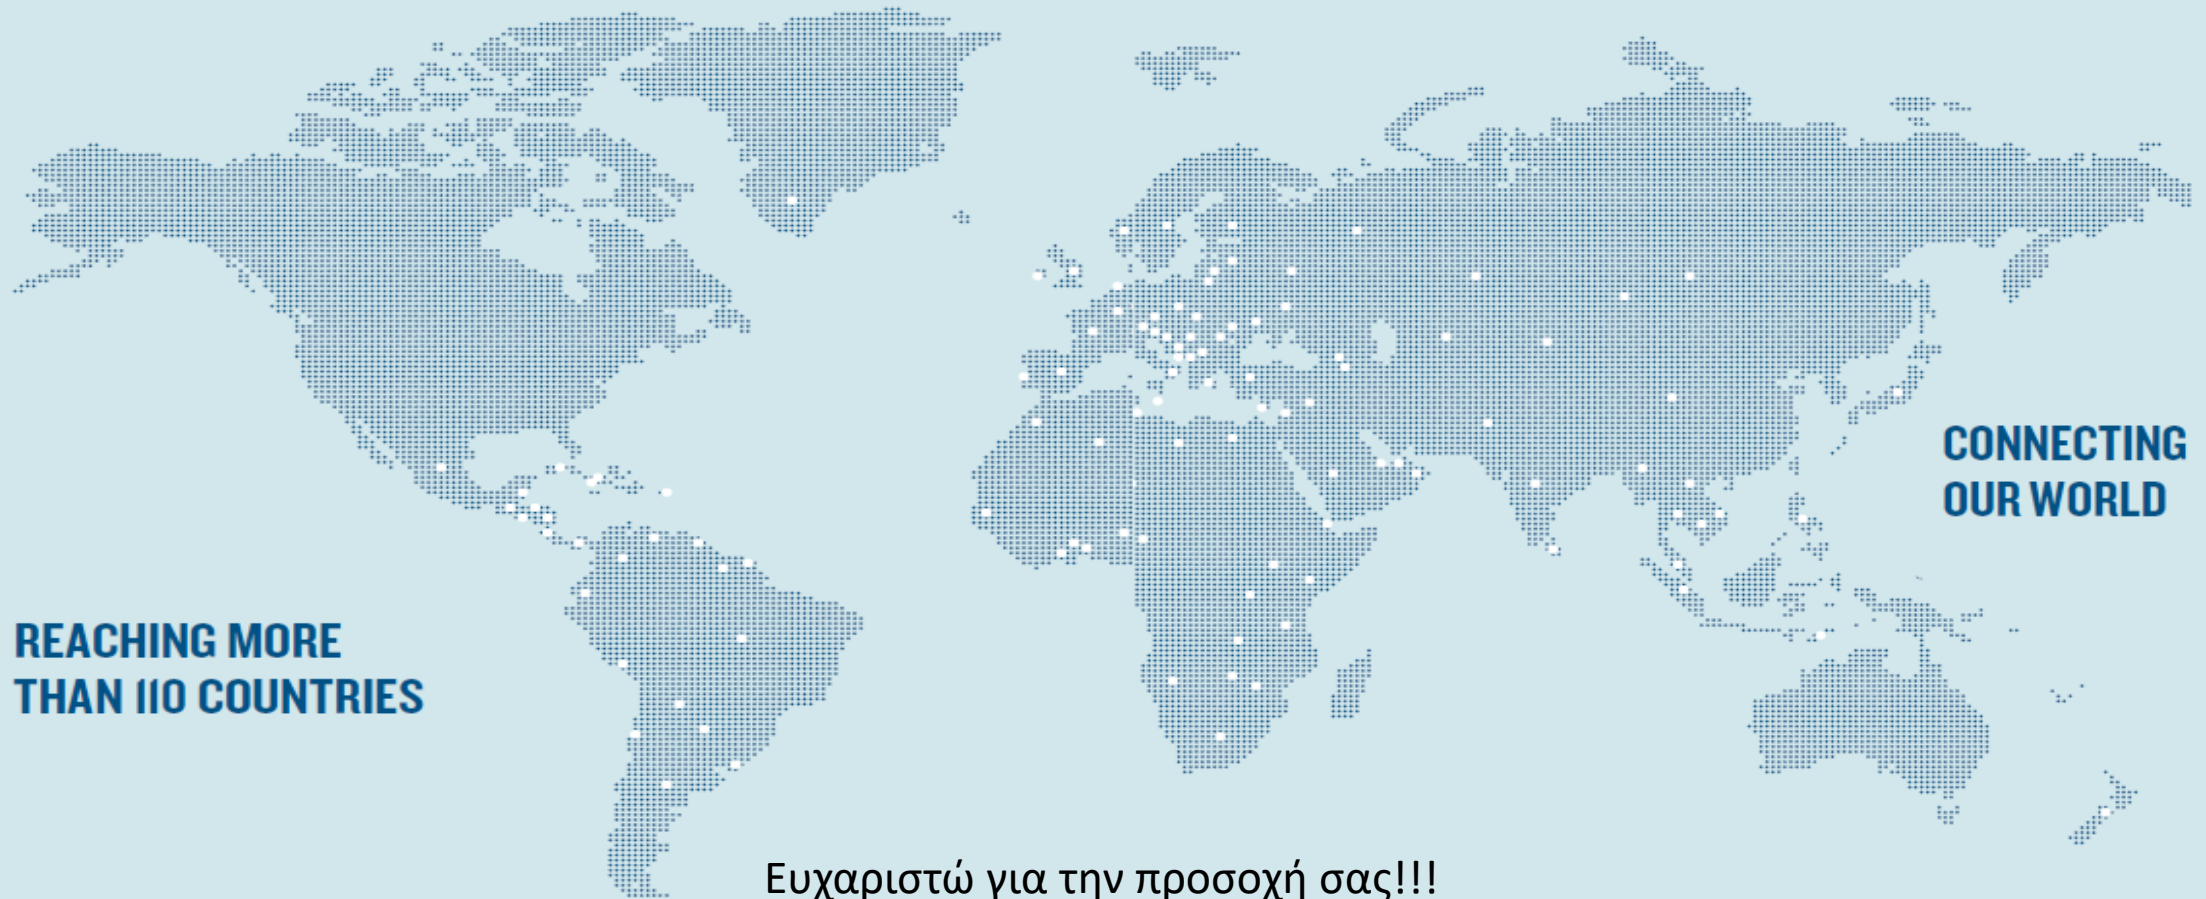 CONNECTING
OUR WORLD
REACHING MORE
THAN 110 COUNTRIES
Ευχαριστώ για την προσοχή σας!!!